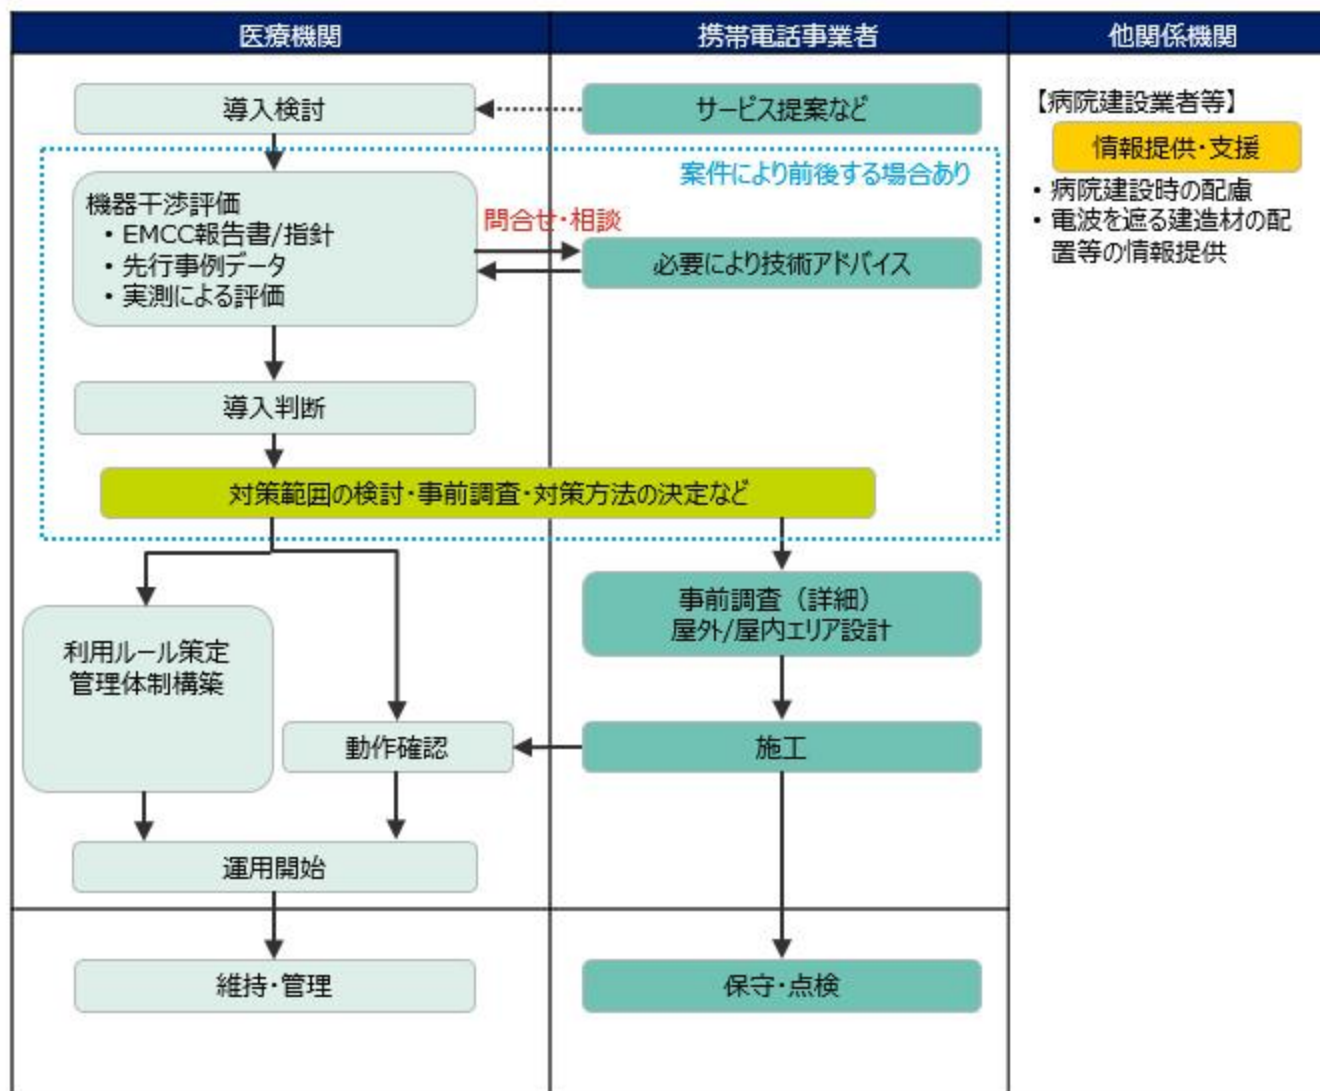 医療機関
携帯電話事業者
他関係機関
導入検討
サービス提案など
【病院建設業者等】
情報提供・支援
・病院建設時の配慮
・電波を遮る建造材の配
置等の情報提供
案件により前後する場合あり
機器干渉評価
・EMCC報告書/指針
・先行事例データ
・実測による評価
問合せ・相談
必要により技術アドバイス
導入判断
対策範囲の検討・事前調査・対策方法の決定など
事前調査（詳細）
屋外/屋内エリア設計
利用ルール策定
管理体制構築
動作確認
施工
運用開始
維持・管理
保守・点検